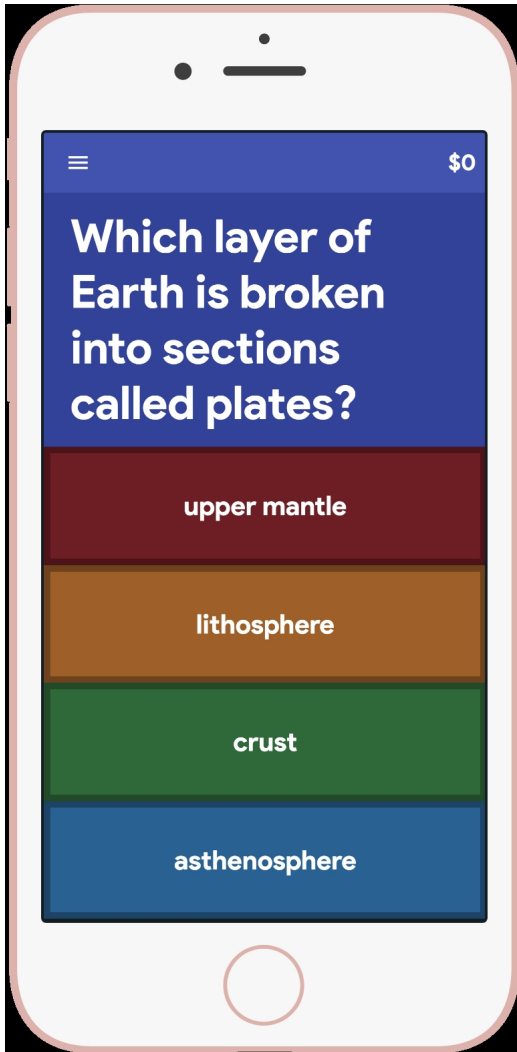 $0
Which layer of
Earth is broken
into sections
called plates?
upper mantle
lithosphere
crust
asthenosphere